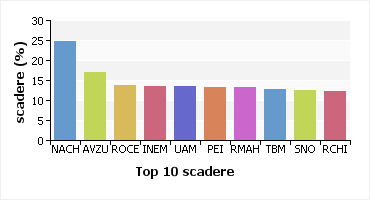 30
25
20
15
10
5
0
scadere (%)
NACH AVZU ROCE INEM UAM PEI RMAH TBM SNO RCHI
Top 10 scadere